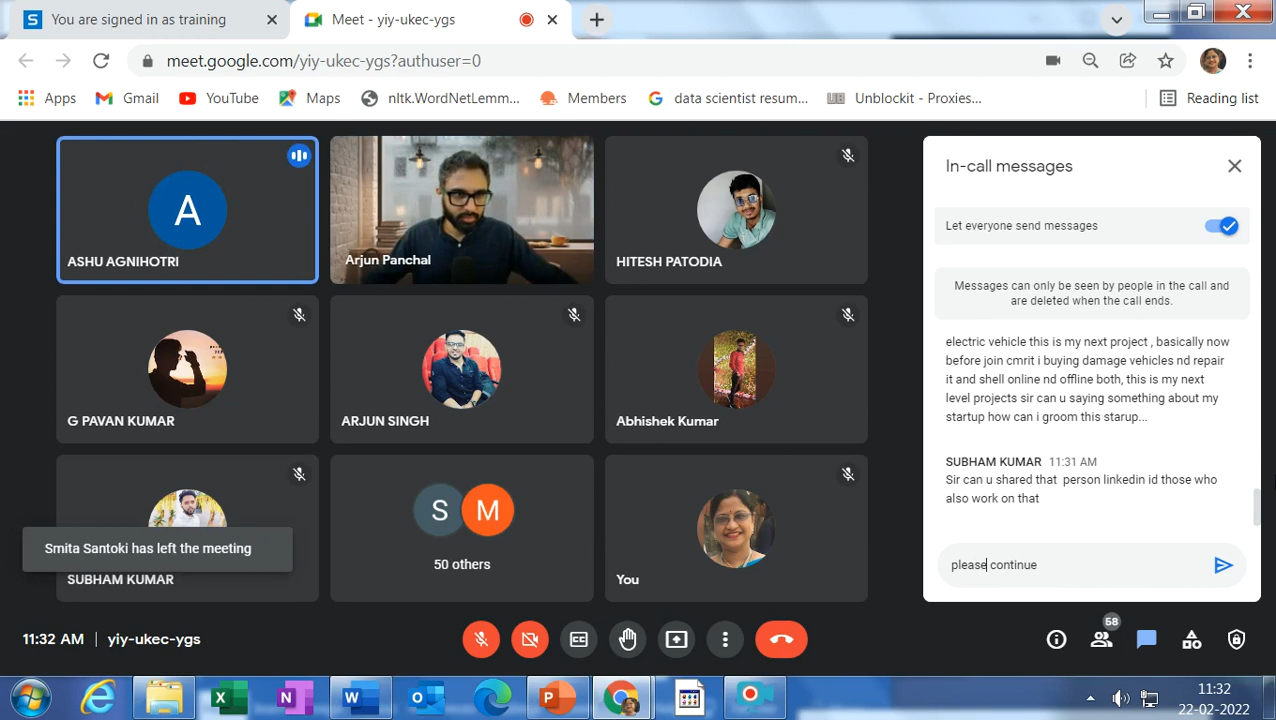 You are signed in as training
Meet - yiy-ukec-ygs
meet.google.com/yiy-ukec-ygs?authuser=0
Apps
Gmail
YouTube
Maps
nltk.WordNetLemm...
Members
data scientist resum...
Unblockit - Proxies...
Reading list
A
ASHU AGNIHOTRI
Arjun Panchal
HITESH PATODIA
G PAVAN KUMAR
ARJUN SINGH
Abhishek Kumar
Smita Santoki has left the meeting
SUBHAM KUMAR
S
M
50 others
You
In-call messages
Let everyone send messages
Messages can only be seen by people in the call and
are deleted when the call ends.
electric vehicle this is my next project , basically now
before join cmrit i buying damage vehicles nd repair
it and shell online nd offline both, this is my next
level projects sir can u saying something about my
startup how can i groom this starup...
SUBHAM KUMAR 11:31 AM
Sir can u shared that person linkedin id those who
also work on that
please continue
11:32 AM | yiy-ukec-ygs
CC
68
11:32
22-02-2022